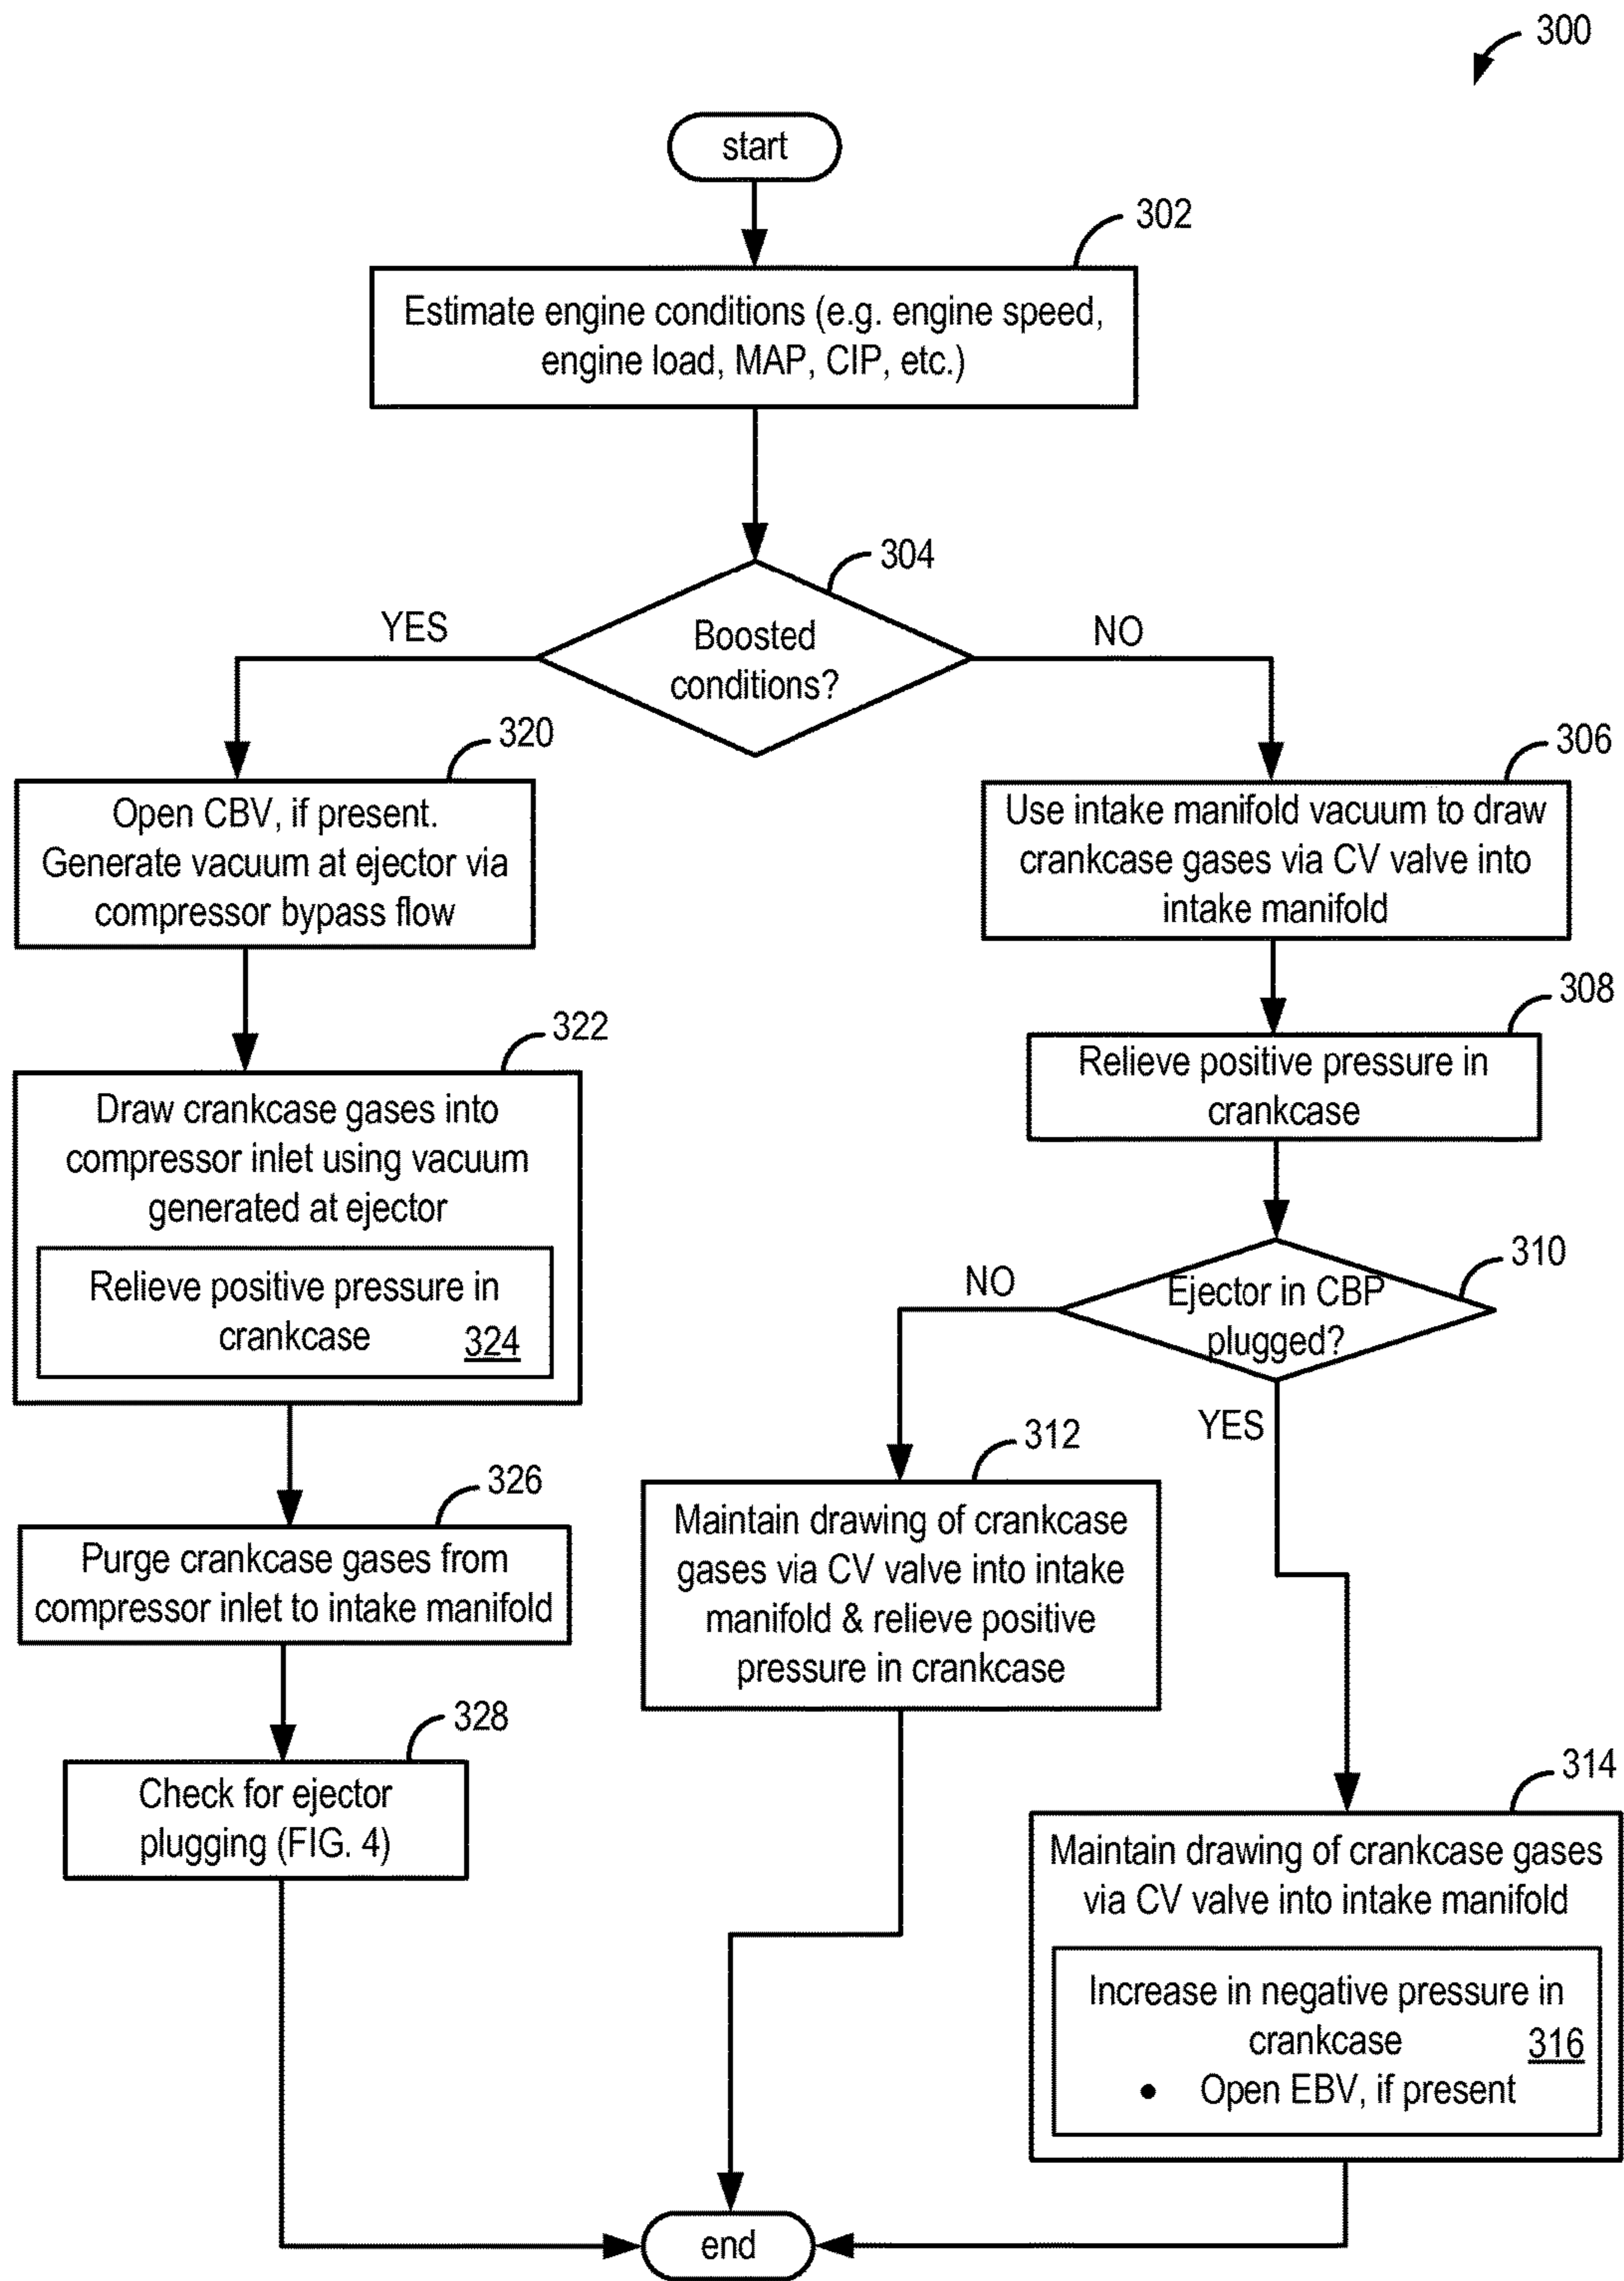 300
start
302
Estimate engine conditions (e.g. engine speed,
engine load, MAP, CIP, etc.)
304
Boosted
conditions?
YES
NO
320
Open CBV, if present.
Generate vacuum at ejector via
compressor bypass flow
322
Draw crankcase gases into
compressor inlet using vacuum
generated at ejector
Relieve positive pressure in
crankcase
324
326
Purge crankcase gases from
compressor inlet to intake manifold
328
Check for ejector
plugging (FIG. 4)
306
Use intake manifold vacuum to draw
crankcase gases via CV valve into
intake manifold
308
Relieve positive pressure in
crankcase
310
Ejector in CBP
plugged?
NO
YES
312
Maintain drawing of crankcase
gases via CV valve into intake
manifold & relieve positive
pressure in crankcase
314
Maintain drawing of crankcase gases
via CV valve into intake manifold
Increase in negative pressure in
crankcase
316
• Open EBV, if present
end